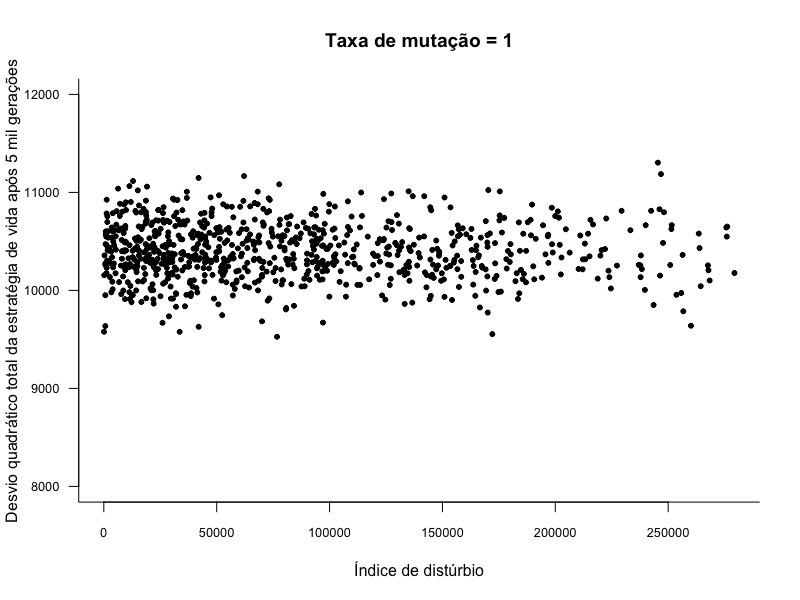 Taxa de mutação = 1
Desvio quadrático total da estratégia de vida após 5 mil gerações
12000
11000
10000
9000
8000
0 50000 100000 150000 200000 250000
Índice de distúrbio